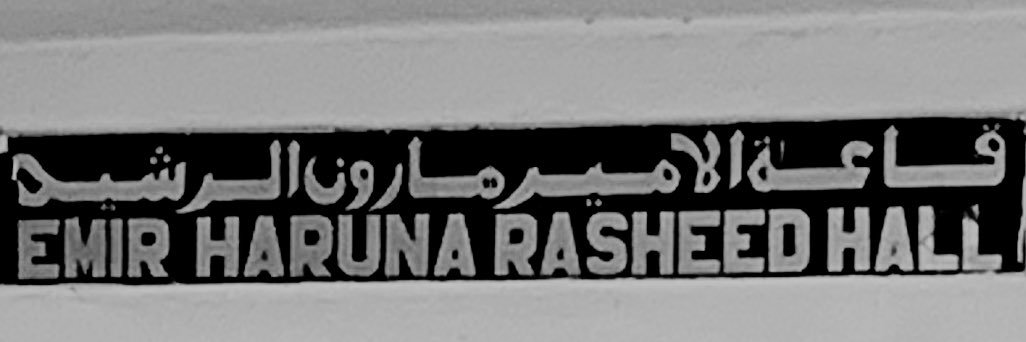 قاعة الامير هارون الرشيد
EMIR HARUNA RASHEED HALL